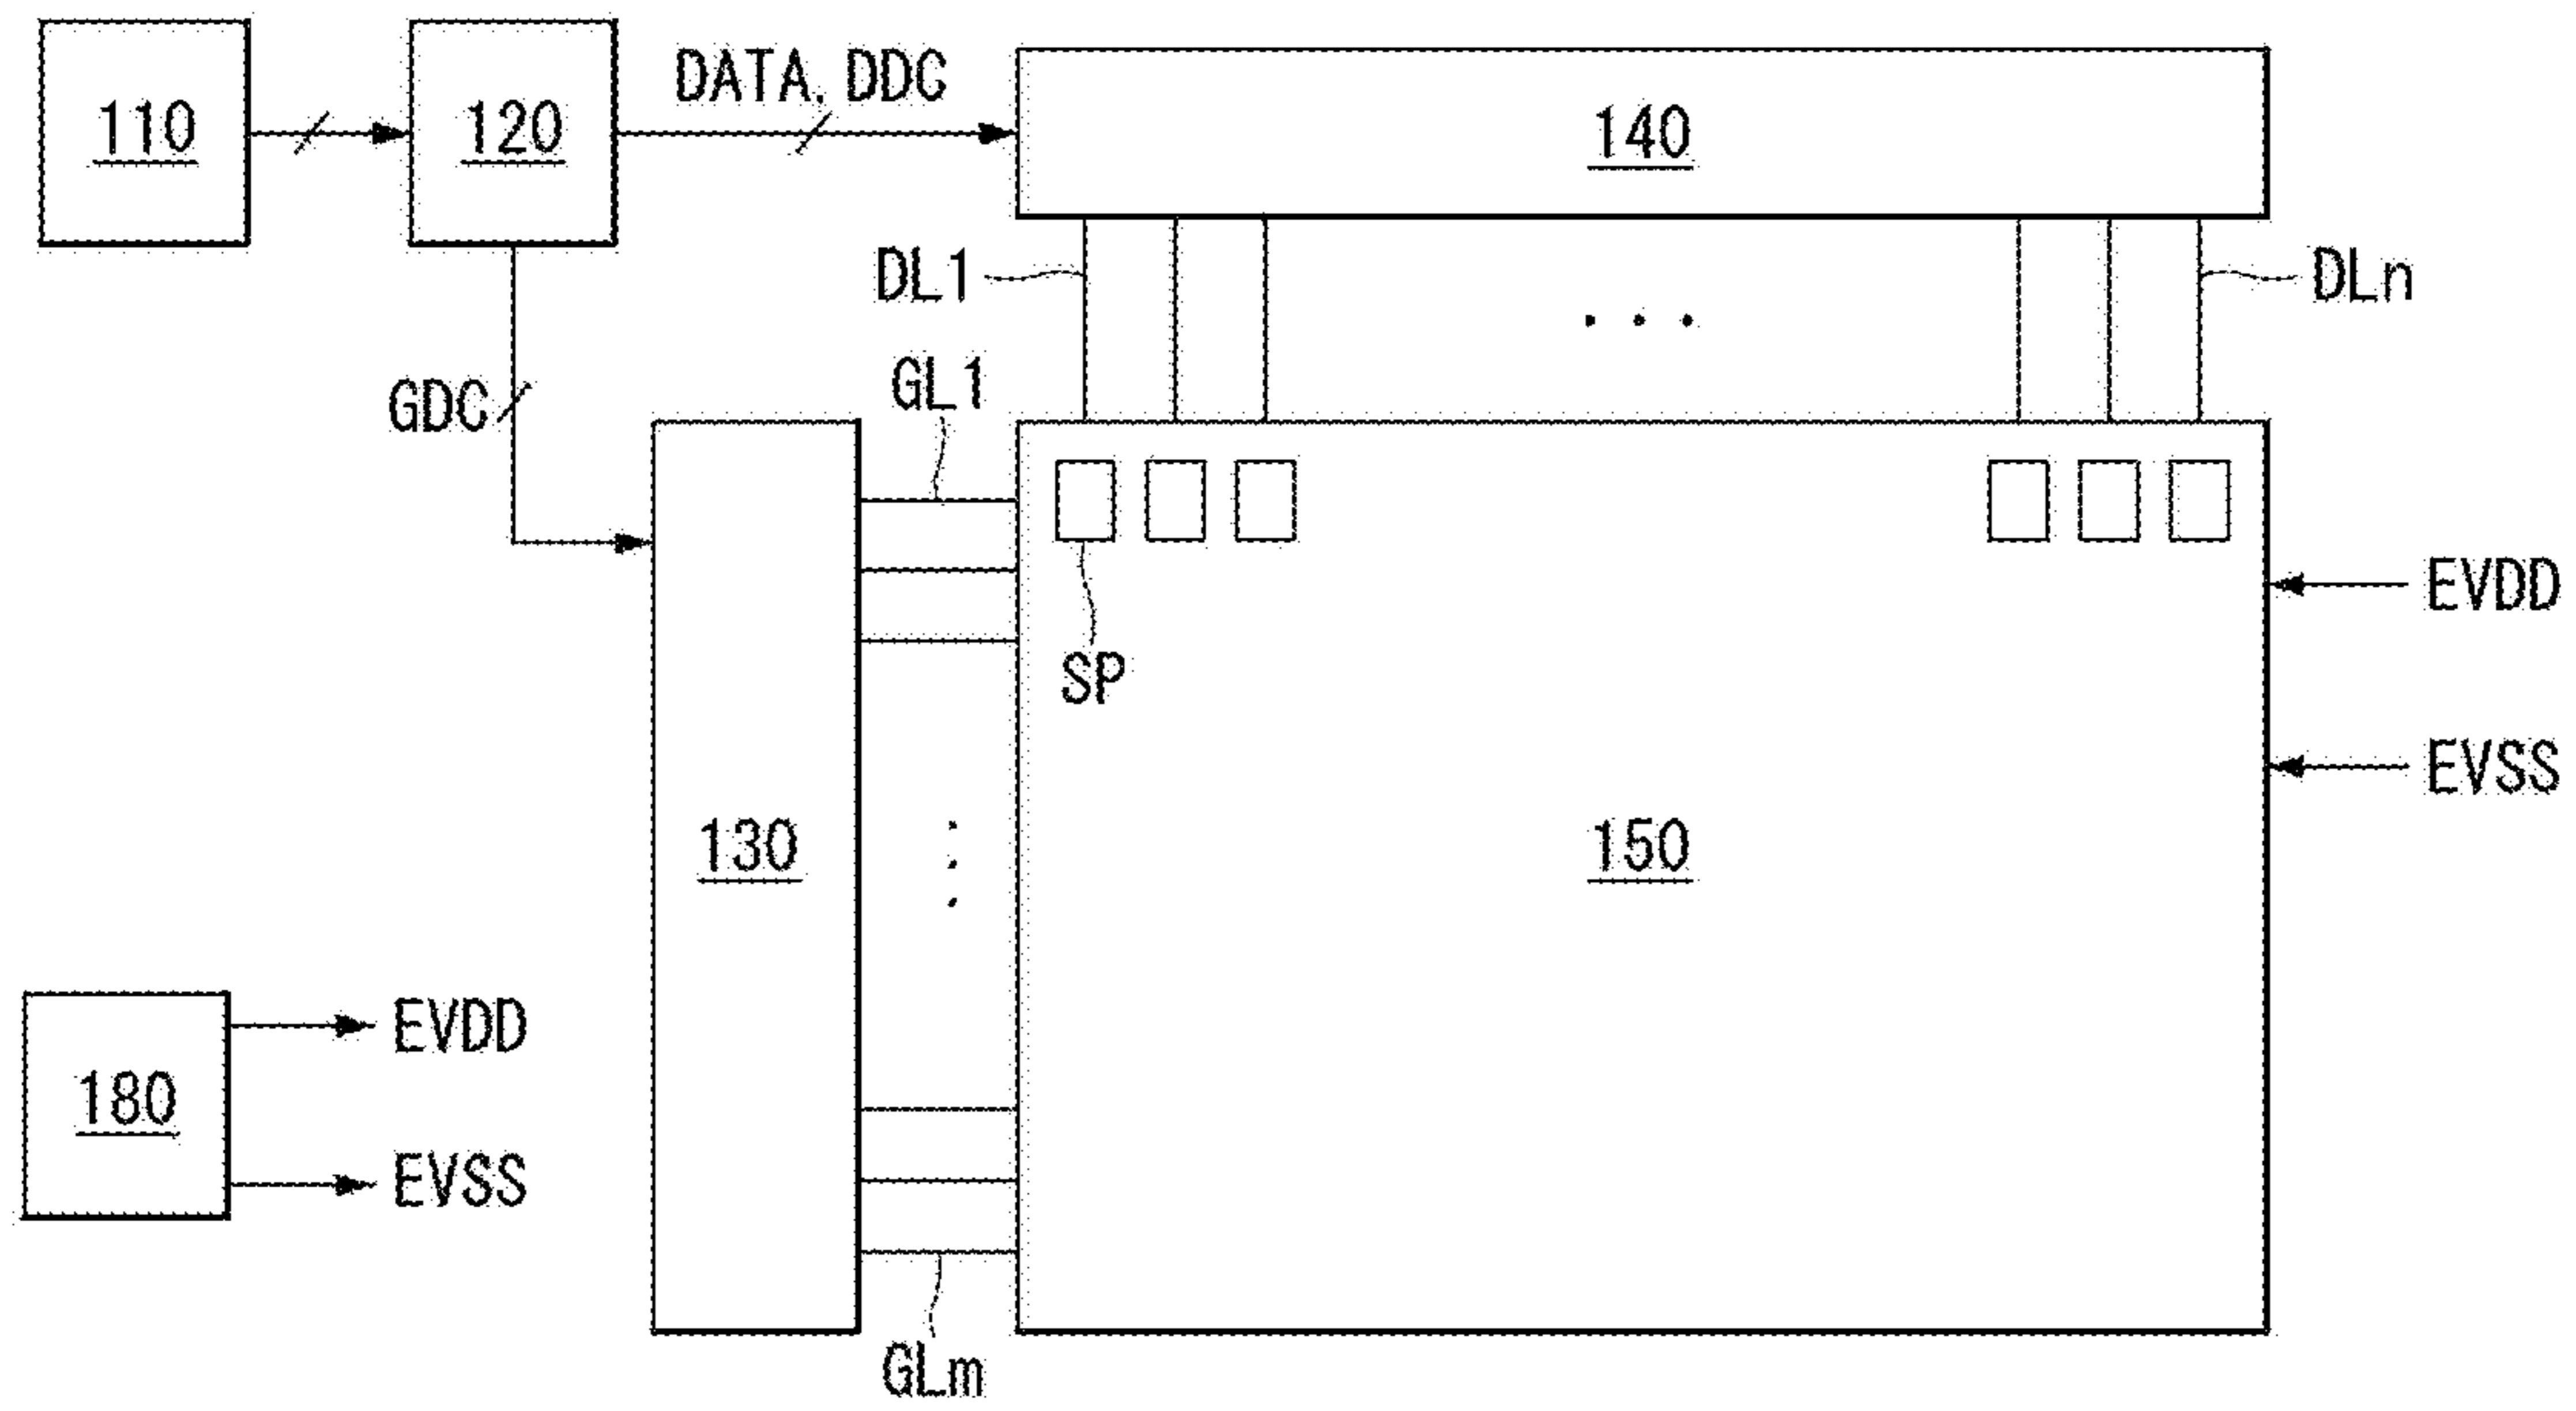 110
120
DATA, DDC
140
DL1
DLn
GDC
GL1
SP
EVDD
EVSS
130
150
180
EVDD
EVSS
GLm